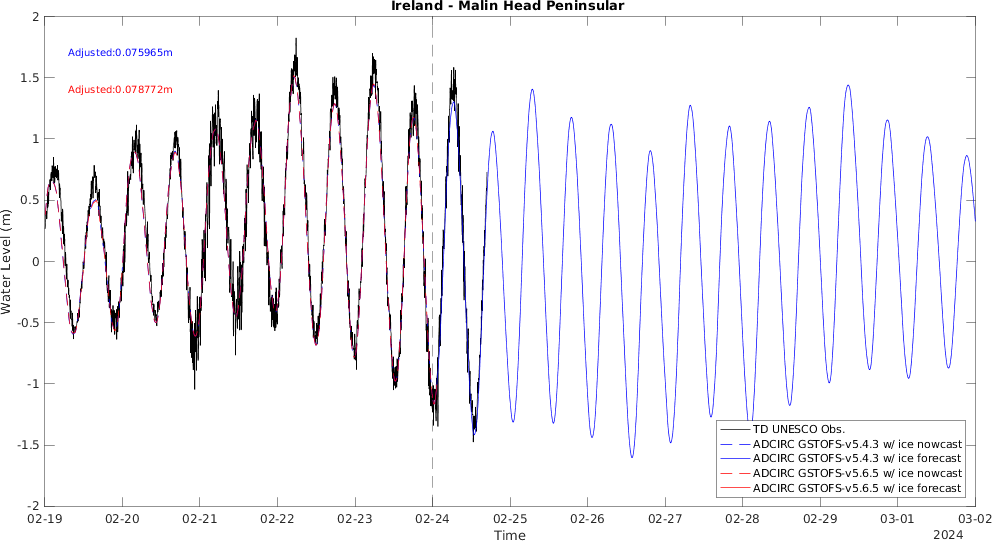 Ireland - Malin Head Peninsular
Adjusted:0.075965m
Adjusted:0.078772m
Water Level (m)
2
1.5
1
0.5
0
-0.5
-1
-1.5
-2
TD UNESCO Obs.
ADCIRC GSTOFS-v5.4.3 w/ ice nowcast
ADCIRC GSTOFS-v5.4.3 w/ ice forecast
ADCIRC GSTOFS-v5.6.5 w/ ice nowcast
ADCIRC GSTOFS-v5.6.5 w/ ice forecast
02-19 02-20 02-21 02-22 02-23 02-24 02-25 02-26 02-27 02-28 02-29 03-01 03-02
Time
2024